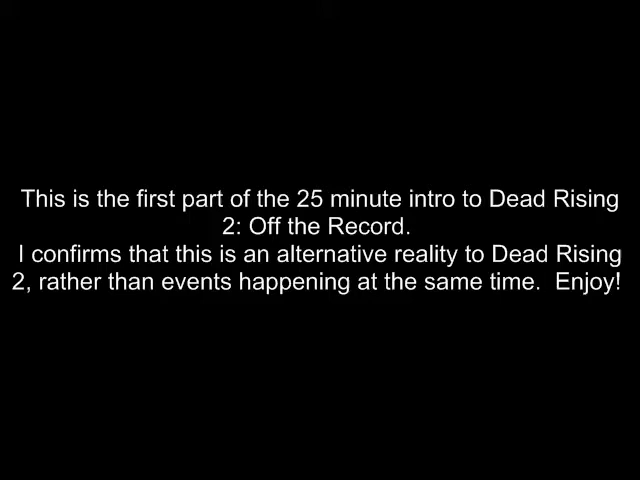 This is the first part of the 25 minute intro to Dead Rising
2: Off the Record.
I confirms that this is an alternative reality to Dead Rising
2, rather than events happening at the same time.  Enjoy!